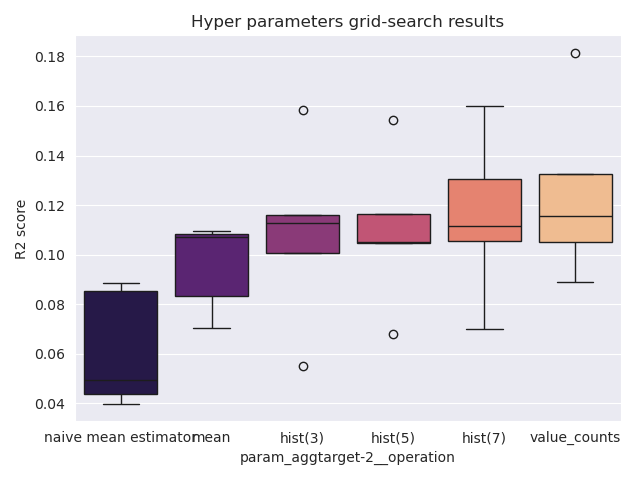 Hyper parameters grid-search results
R2 score
0.18
0.16
0.14
0.12
0.10
0.08
0.06
0.04
naive mean estimator
mean
hist(3)
hist(5)
hist(7)
value_counts
param_aggtarget-2__operation